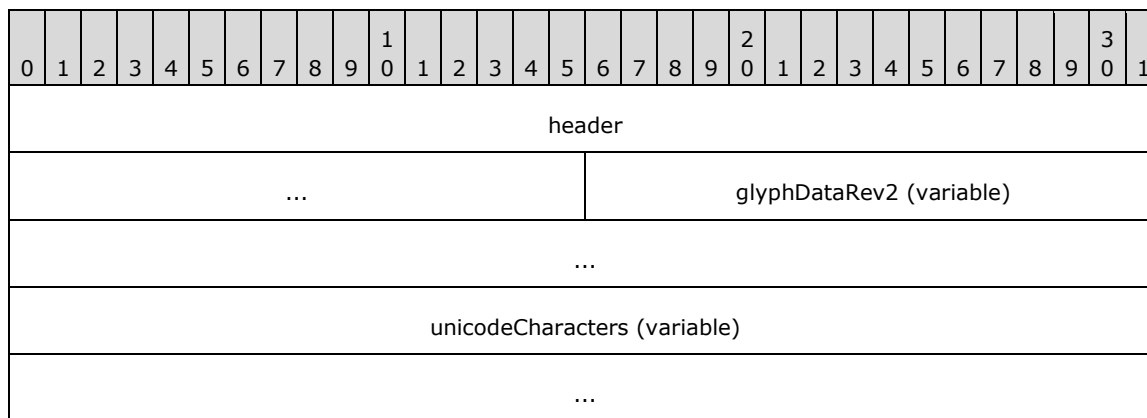 1 2 3
0 1 2 3 4 5 6 7 8 9 0 1 2 3 4 5 6 7 8 9 0 1 2 3 4 5 6 7 8 9 0 1
header
... glyphDataRev2 (variable)
...
unicodeCharacters (variable)
...